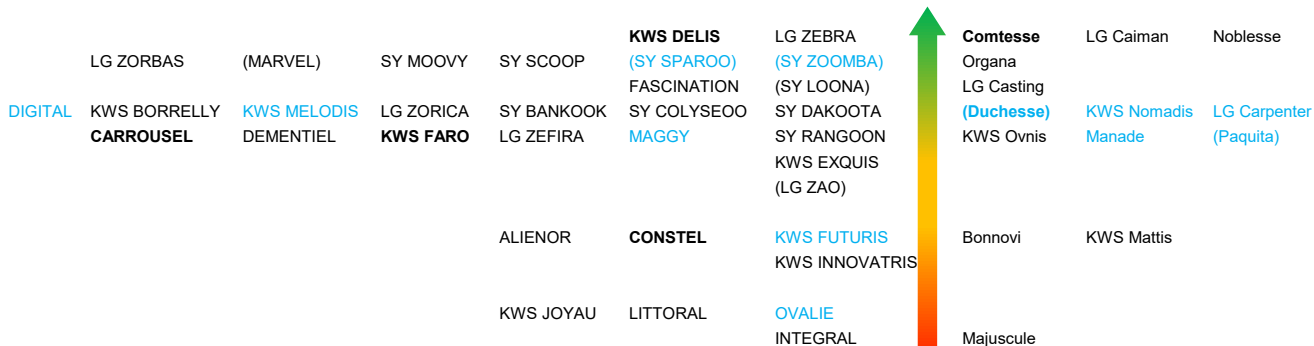 KWS DELIS LG ZEBRA Comtesse LG Caiman Noblesse
LG ZORBAS (MARVEL) SY MOOVY SY SCOOP (SY SPAROO) (SY ZOOMBA) Organa
FASCINATION (SY LOONA) LG Casting
DIGITAL KWS BORRELLY KWS MELODIS LG ZORICA SY BANKOOK SY COLYSEOO SY DAKOOTA (Duchesse) KWS Nomadis LG Carpenter
CARROUSEL DEMENTIEL KWS FARO LG ZEFIRA MAGGY SY RANGOON KWS Ovnis Manade (Paquita)
KWS EXQUIS
(LG ZAO)
ALIENOR CONSTEL KWS FUTURIS Bonnovi KWS Mattis
KWS INNOVATRIS
KWS JOYAU LITTORAL OVALIE
INTEGRAL Majuscule